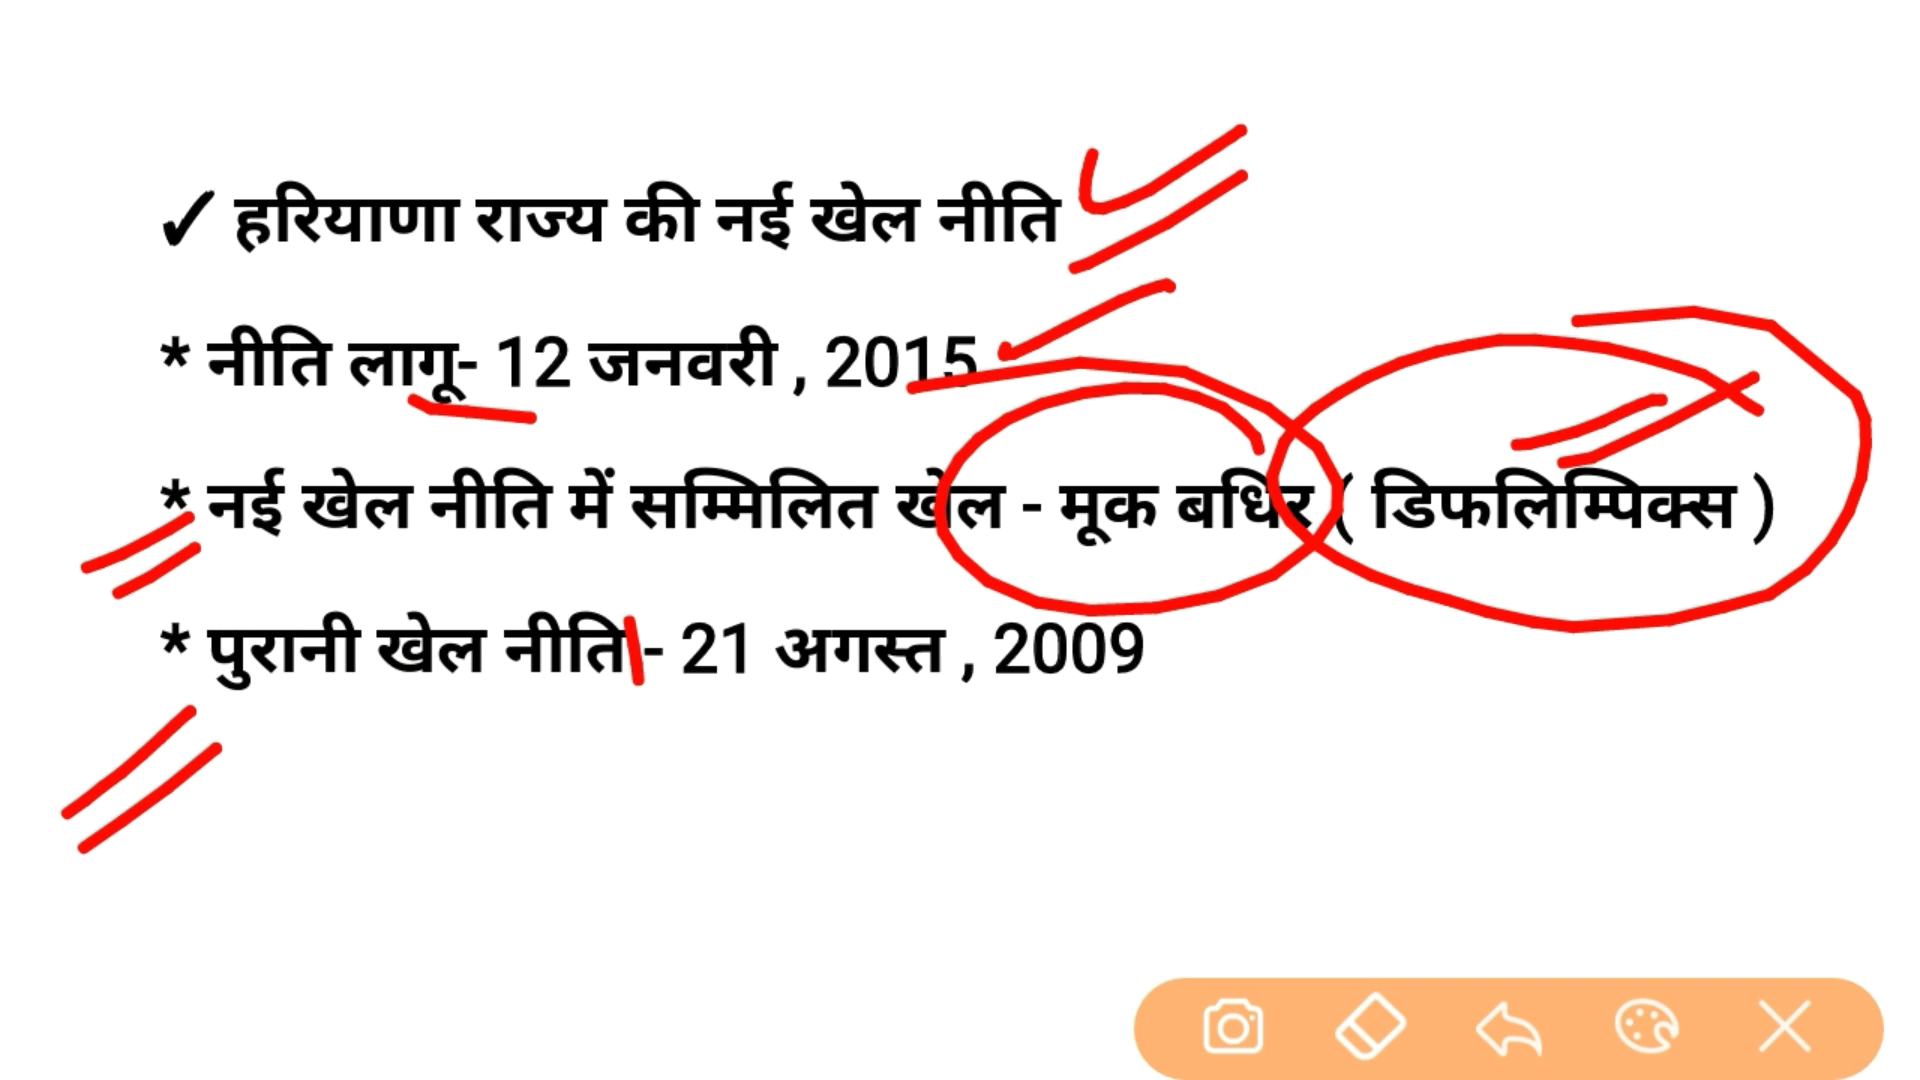 ✓ हरियाणा राज्य की नई खेल नीति
* नीति लागू- 12 जनवरी , 2015
* नई खेल नीति में सम्मिलित खेल - मूक बधिर ( डिफलिम्पिक्स )
* पुरानी खेल नीति - 21 अगस्त , 2009